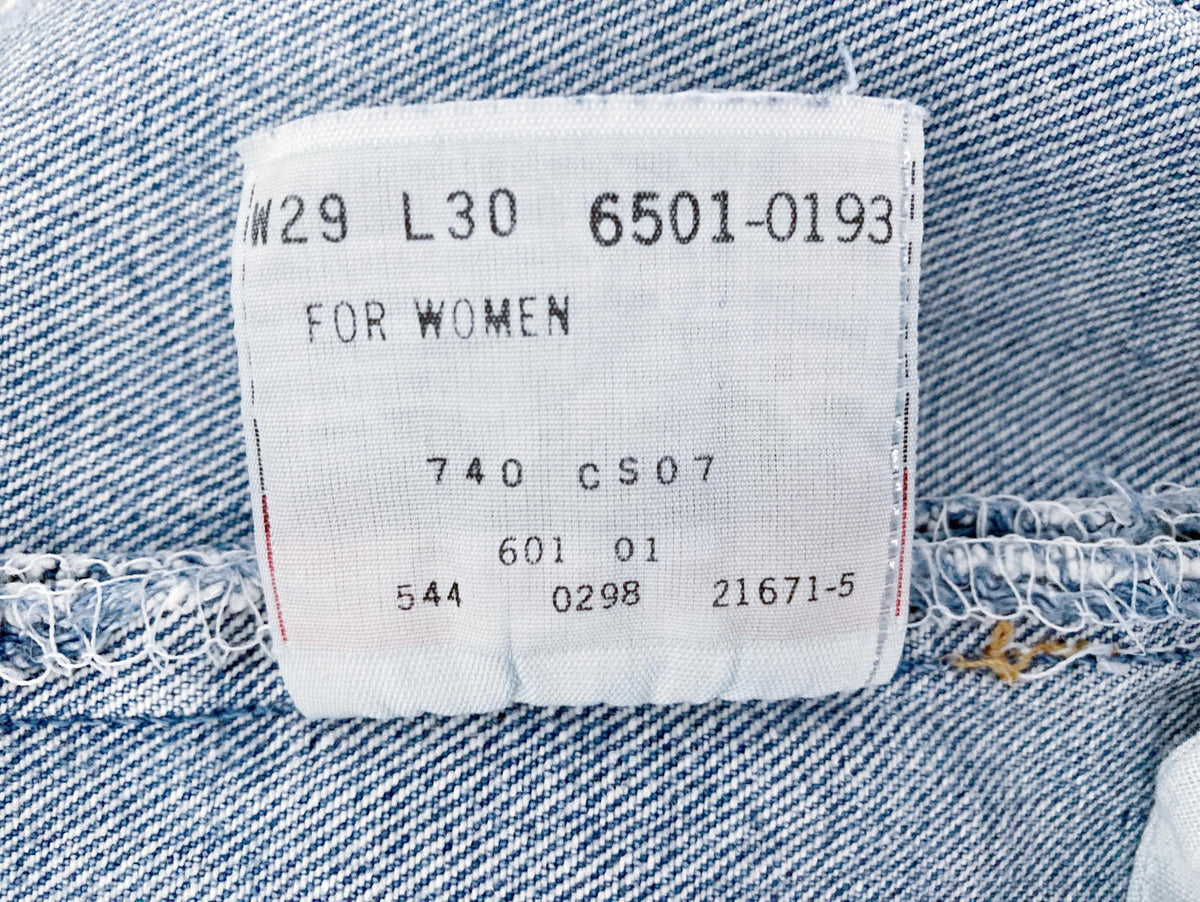 W29 L30 6501-0193
FOR WOMEN
740 CS07
601 01
544 0298 21671-5